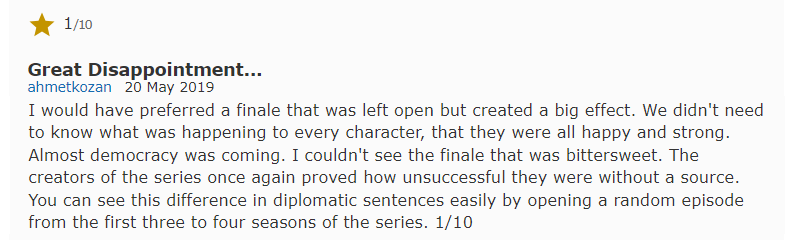 1/10
Great Disappointment...
ahmetkozan 20 May 2019
I would have preferred a finale that was left open but created a big effect. We didn't need
to know what was happening to every character, that they were all happy and strong.
Almost democracy was coming. I couldn't see the finale that was bittersweet. The
creators of the series once again proved how unsuccessful they were without a source.
You can see this difference in diplomatic sentences easily by opening a random episode
from the first three to four seasons of the series. 1/10